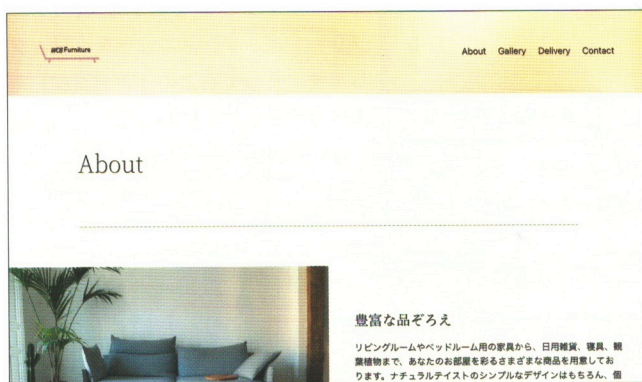 WCB Furniture
About Gallery Delivery Contact
About
豊富な品ぞろえ
リビングルームやベッドルーム用の家具から、日用雑貨、寝具、観
葉植物まで、あなたのお部屋を彩るさまざまな商品を用意してお
ります。ナチュラルテイストのシンプルなデザインはもちろん、個